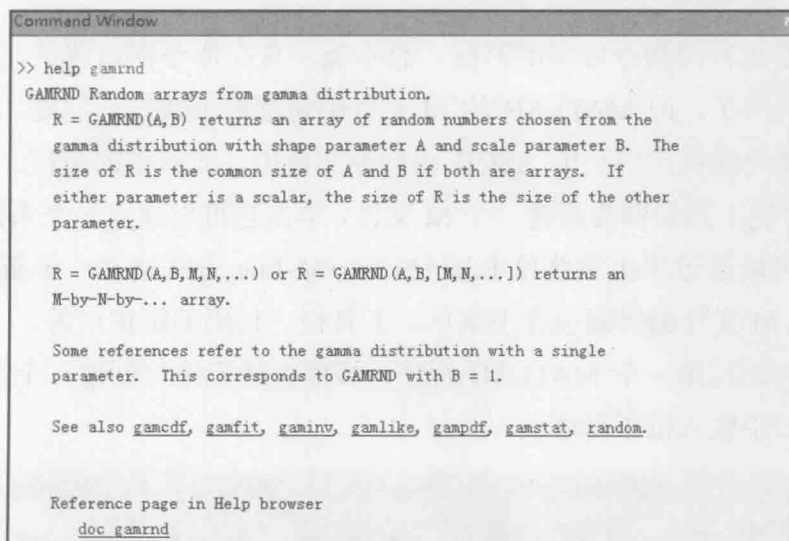 Command Window
>> help gamrnd
GAMRND Random arrays from gamma distribution.
R = GAMRND(A,B) returns an array of random numbers chosen from the
gamma distribution with shape parameter A and scale parameter B.  The
size of R is the common size of A and B if both are arrays.  If
either parameter is a scalar, the size of R is the size of the other
parameter.
R = GAMRND(A,B,M,N,...) or R = GAMRND(A,B,[M,N,...]) returns an
M-by-N-by-... array.
Some references refer to the gamma distribution with a single
parameter.  This corresponds to GAMRND with B = 1.
See also gamcdf, gamfit, gaminv, gamlike, gampdf, gamstat, random.
Reference page in Help browser
doc gamrnd